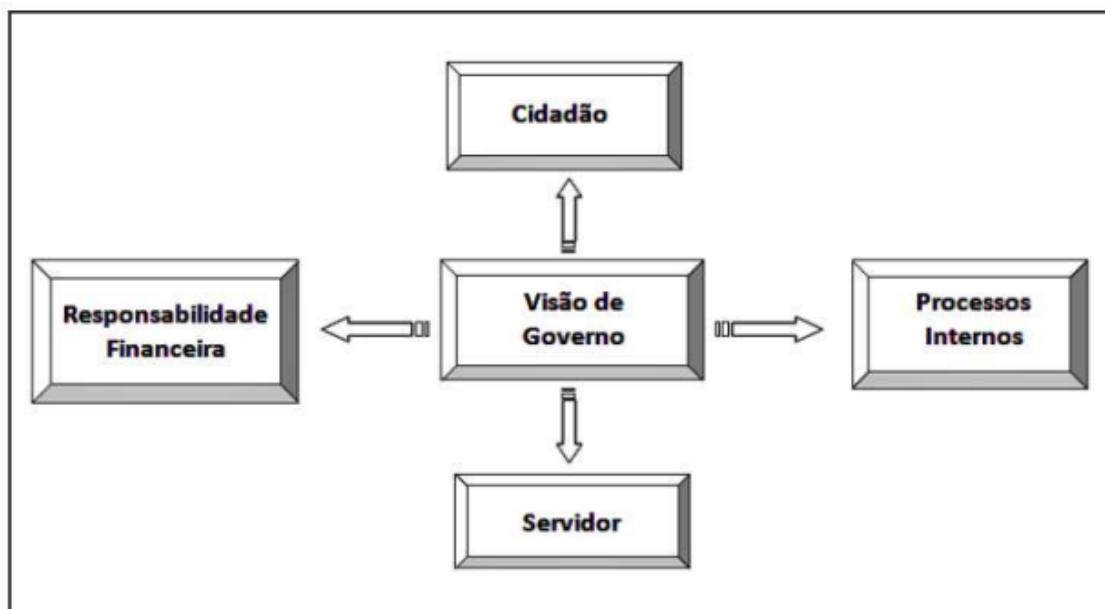 Cidadão
Responsabilidade
Financeira
Visão de
Governo
Processos
Internos
Servidor